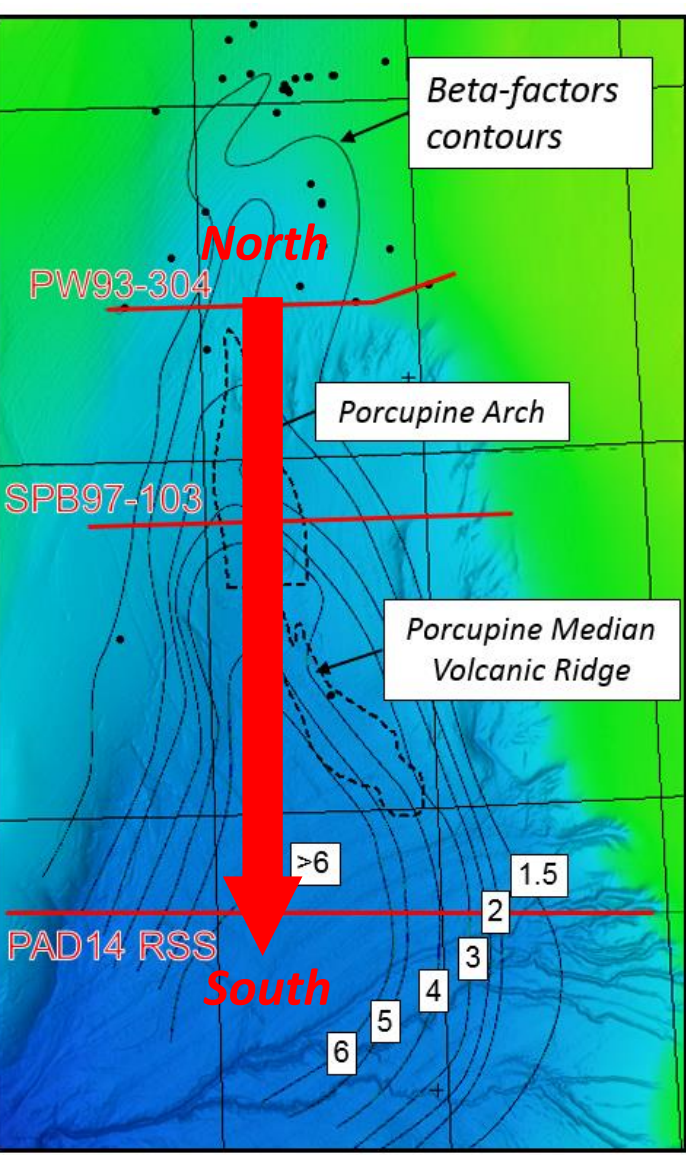 Beta-factors
contours
North
PW93-304
Porcupine Arch
SPB97-103
Porcupine Median
Volcanic Ridge
>6
1.5
2
PAD14 RSS
3
South
4
5
6